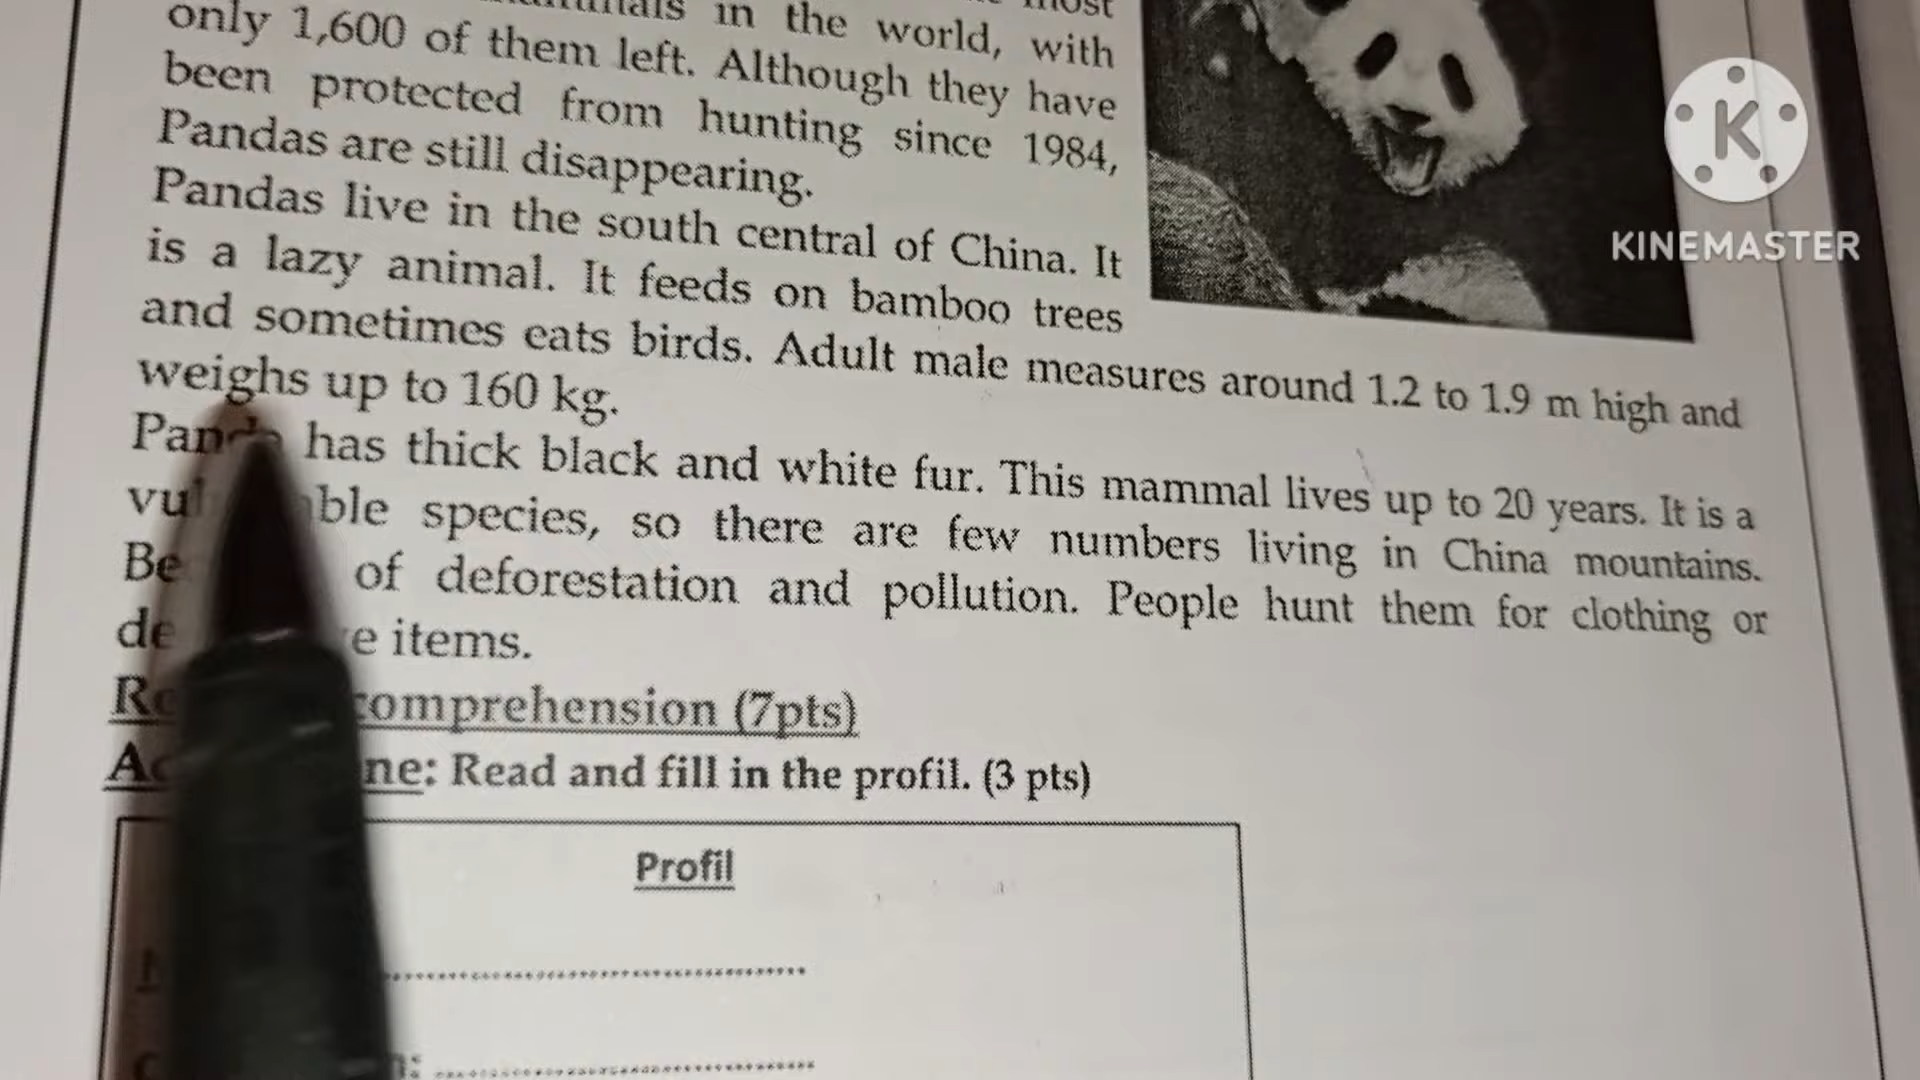 in the world, with
only 1,600 of them left. Although they have
been protected from hunting since 1984,
Pandas are still disappearing.
Pandas live in the south central of China. It
is a lazy animal. It feeds on bamboo trees
and sometimes eats birds. Adult male measures around 1.2 to 1.9 m high and
weighs up to 160 kg.
has thick black and white fur. This mammal lives up to 20 years. It is a
species, so there are few numbers living in China mountains.
of deforestation and pollution. People hunt them for clothing or
items.
comprehension (7pts)
Read and fill in the profil. (3 pts)
Profil
K
KINEMASTER